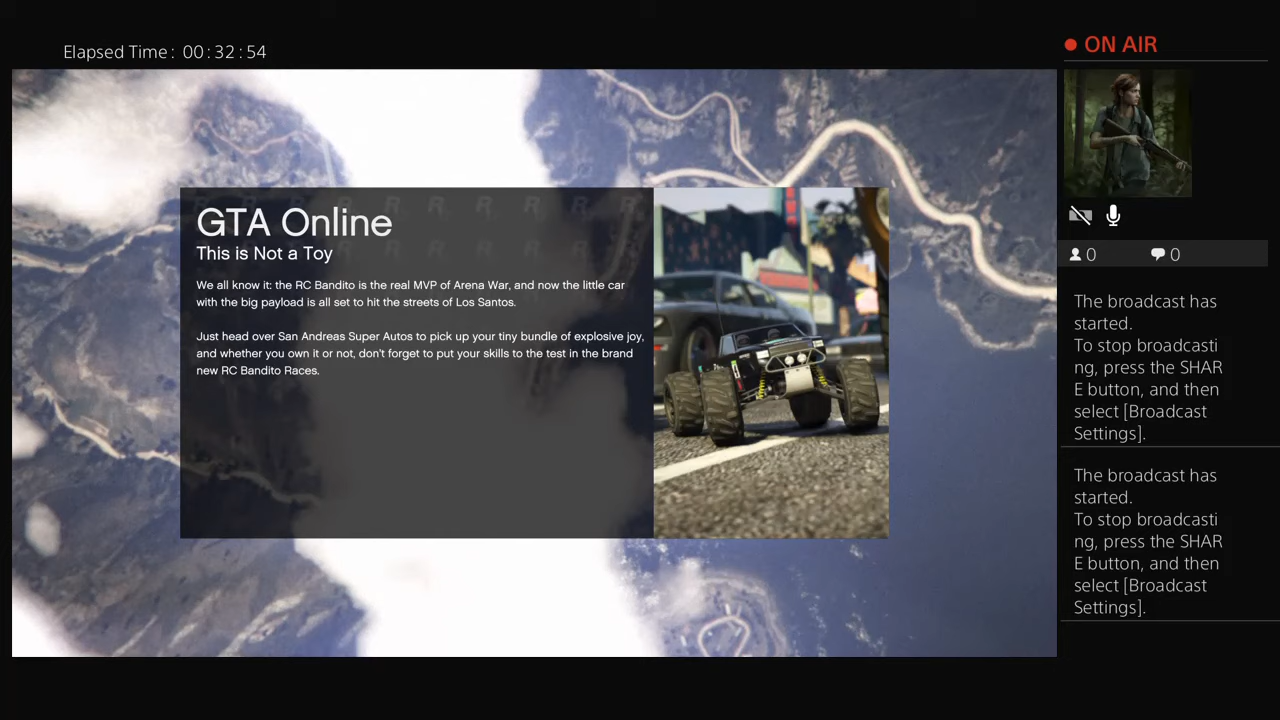 Elapsed Time: 00:32:54
ON AIR
GTA Online
This is Not a Toy
We all know it: the RC Bandito is the real MVP of Arena War, and now the little car
with the big payload is all set to hit the streets of Los Santos.
Just head over San Andreas Super Autos to pick up your tiny bundle of explosive joy,
and whether you own it or not, don't forget to put your skills to the test in the brand
new RC Bandito Races.
0
0
The broadcast has
started.
To stop broadcasti
ng, press the SHAR
E button, and then
select [Broadcast
Settings].
The broadcast has
started.
To stop broadcasti
ng, press the SHAR
E button, and then
select [Broadcast
Settings].